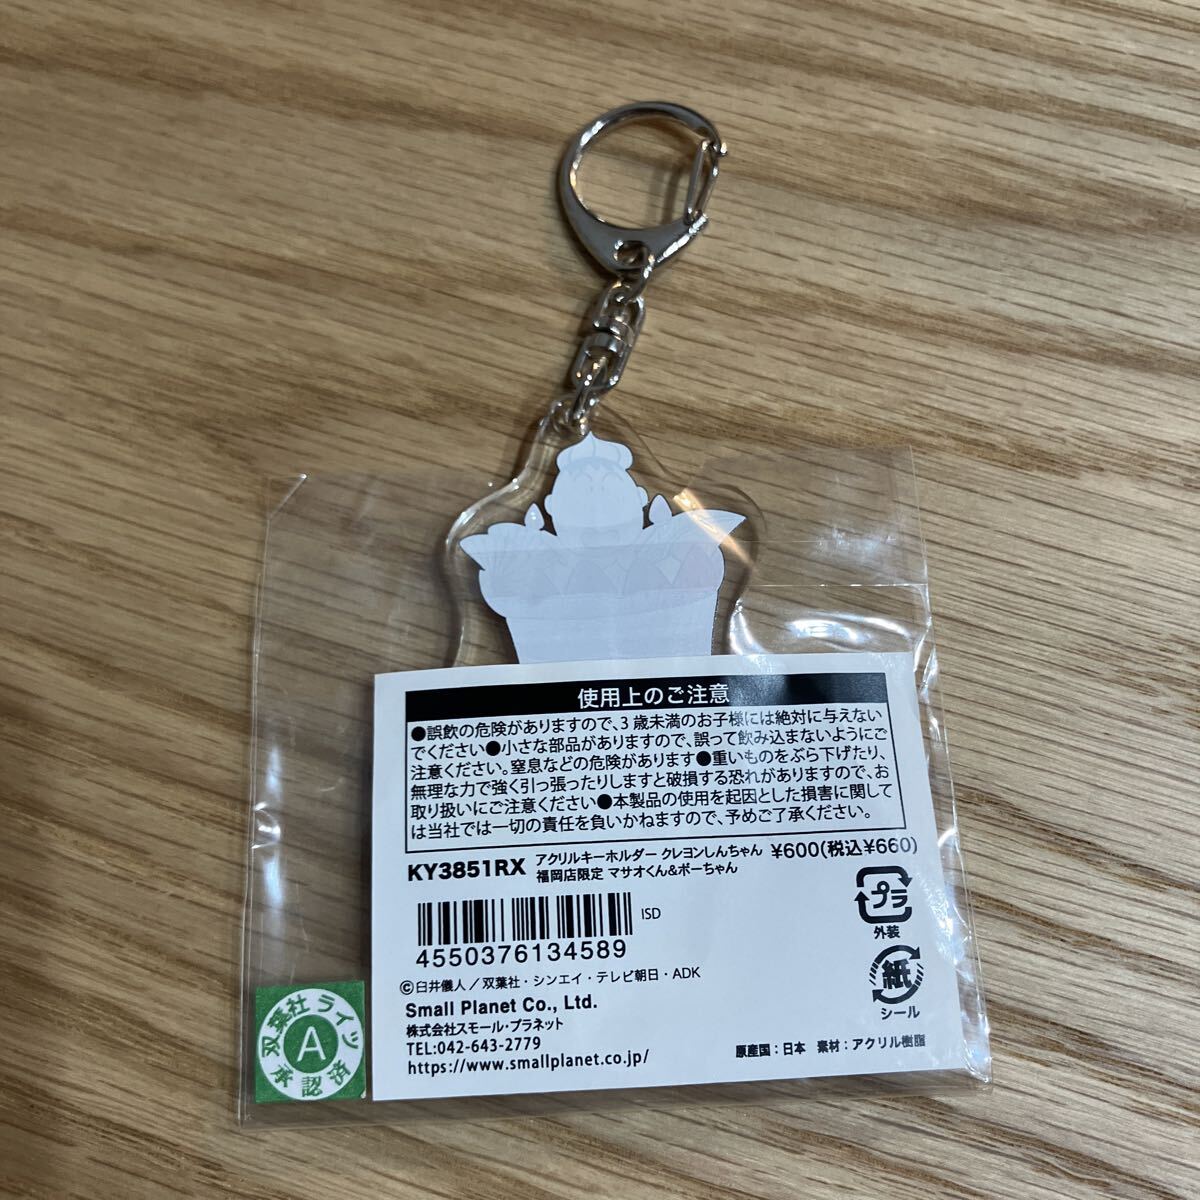 使用上のご注意
●誤飲の危険がありますので、3歳未満のお子様には絶対に与えない
でください●小さな部品がありますので、誤って飲み込まないようにご
注意ください。窒息などの危険があります●重いものをぶら下げたり、
無理な力で強く引っ張ったりしますと破損する恐れがありますので、お
取り扱いにご注意ください●本製品の使用を起因とした損害に関して
は当社では一切の責任を負いかねますので、予めご了承ください。
KY3851RX アクリルキーホルダー クレヨンしんちゃん ¥600(税込¥660)
福岡店限定 マサオくん&ボーちゃん
ISD
4550376134589
プラ
外装
紙
シール
©臼井儀人／双葉社・シンエイ・テレビ朝日・ADK
Small Planet Co., Ltd.
株式会社スモール・プラネット
TEL:042-643-2779
https://www.smallplanet.co.jp/
原産国：日本 素材：アクリル樹脂
双葉社ライツ
A
承認済